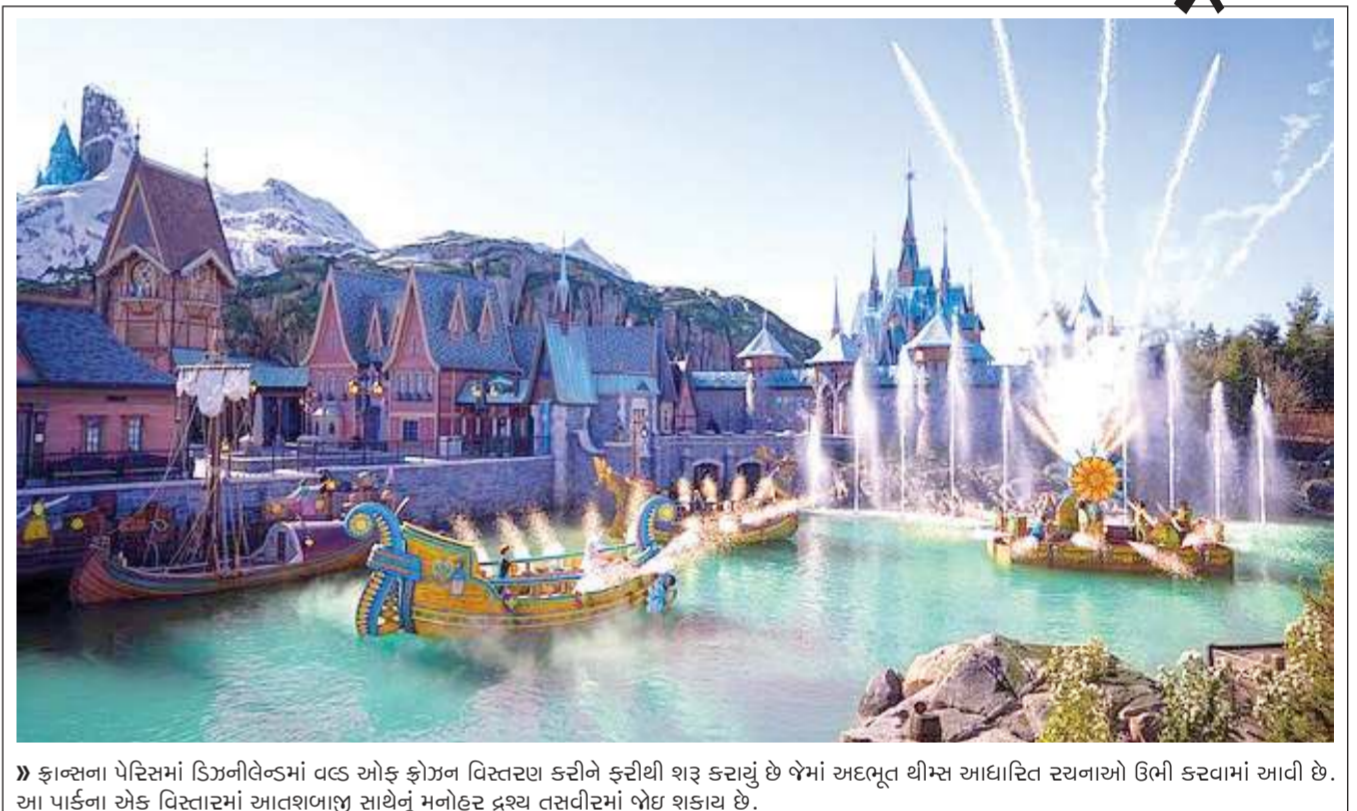 » ફ્રાન્સના પેરિસમાં ડિઝનીલેન્ડમાં વર્લ્ડ ઓફ ફ્રોઝન વિસ્તરણ કરીને ફરીથી શરૂ કરાયું છે જેમાં અદભૂત થીમ્સ આધારિત રચનાઓ ઉભી કરવામાં આવી છે.
આ પાર્કના એક વિસ્તારમાં આતશબાજી સાથેનું મનોહર દ્રશ્ય તસવીરમાં જોઇ શકાય છે.